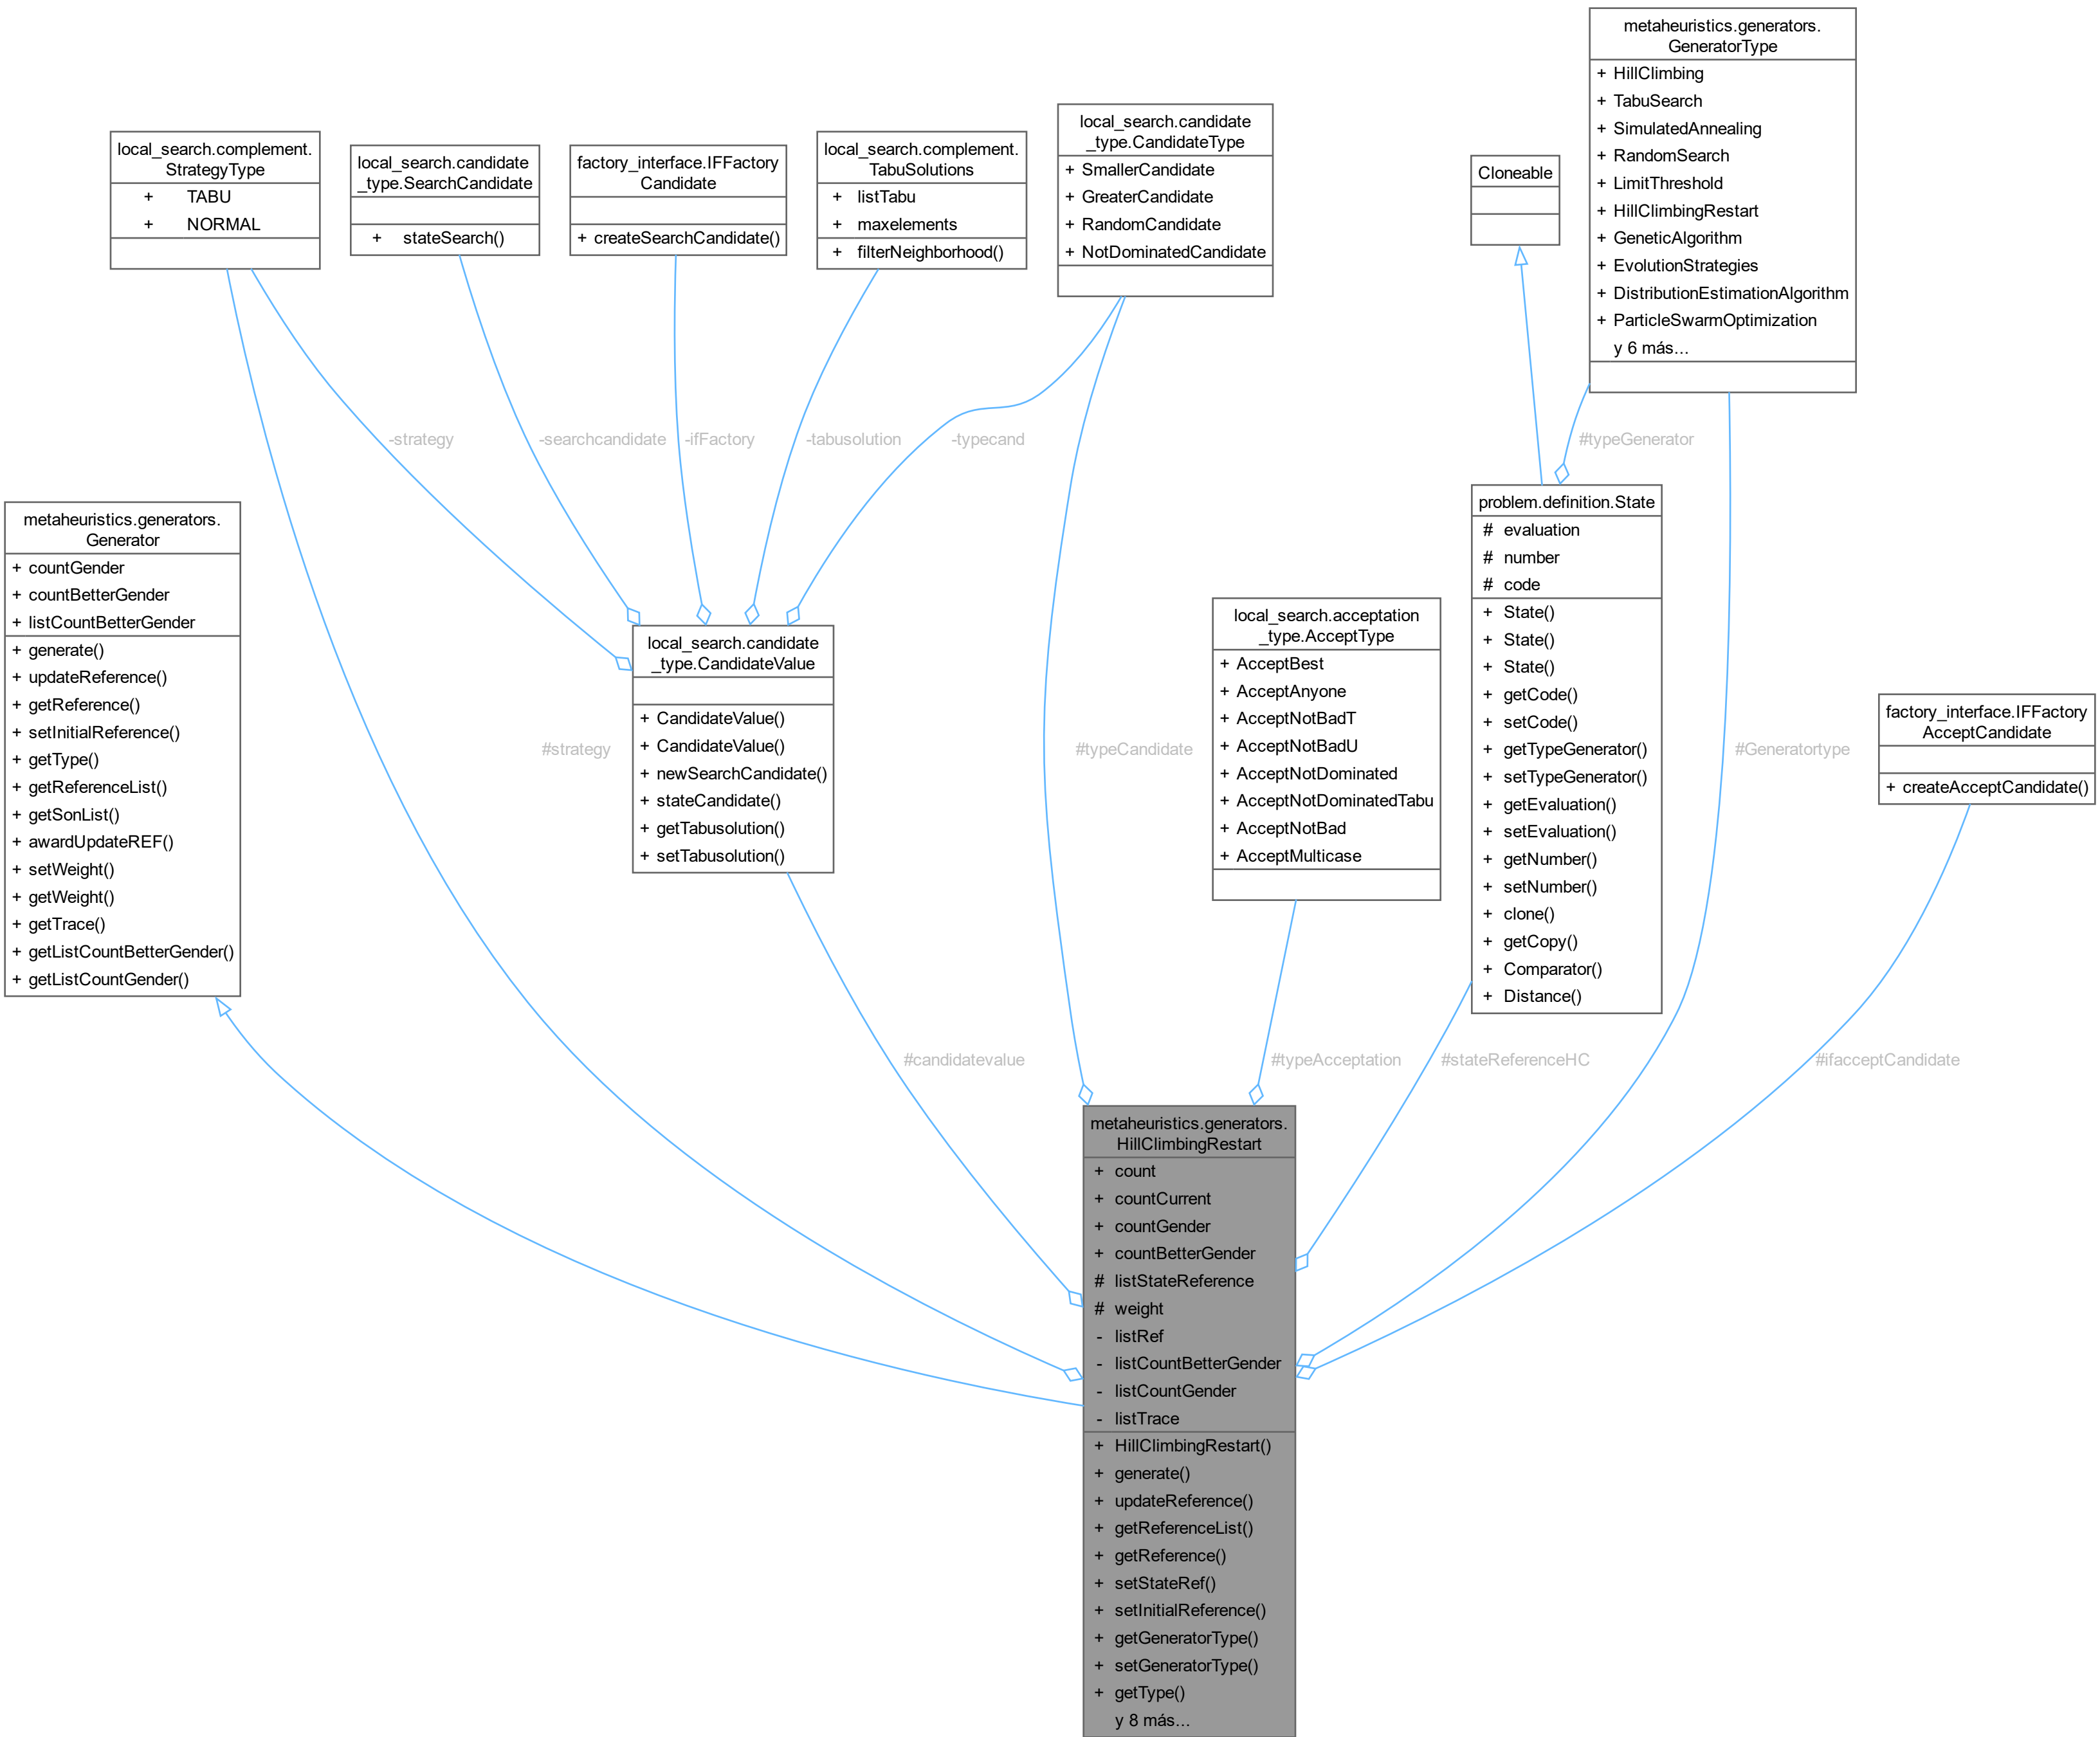 metaheuristics.generators.
GeneratorType
+ HillClimbing
+ TabuSearch
+ SimulatedAnnealing
+ RandomSearch
+ LimitThreshold
+ HillClimbingRestart
+ GeneticAlgorithm
+ EvolutionStrategies
+ DistributionEstimationAlgorithm
+ ParticleSwarmOptimization
y 6 más...
local_search.complement.
StrategyType
+ TABU
+ NORMAL
local_search.candidate
_type.SearchCandidate
+ stateSearch()
factory_interface.IFFactory
Candidate
+ createSearchCandidate()
local_search.complement.
TabuSolutions
+ listTabu
+ maxelements
+ filterNeighborhood()
local_search.candidate
_type.CandidateType
+ SmallerCandidate
+ GreaterCandidate
+ RandomCandidate
+ NotDominatedCandidate
Cloneable
-strategy
-searchcandidate
-ifFactory
-tabusolution
-typecand
#typeGenerator
metaheuristics.generators.
Generator
+ countGender
+ countBetterGender
+ listCountBetterGender
+ generate()
+ updateReference()
+ getReference()
+ setInitialReference()
+ getType()
+ getReferenceList()
+ getSonList()
+ awardUpdateREF()
+ setWeight()
+ getWeight()
+ getTrace()
+ getListCountBetterGender()
+ getListCountGender()
local_search.candidate
_type.CandidateValue
+ CandidateValue()
+ CandidateValue()
+ newSearchCandidate()
+ stateCandidate()
+ getTabusolution()
+ setTabusolution()
local_search.acceptation
_type.AcceptType
+ AcceptBest
+ AcceptAnyone
+ AcceptNotBadT
+ AcceptNotBadU
+ AcceptNotDominated
+ AcceptNotDominatedTabu
+ AcceptNotBad
+ AcceptMulticase
problem.definition.State
# evaluation
# number
# code
+ State()
+ State()
+ State()
+ getCode()
+ setCode()
+ getTypeGenerator()
+ setTypeGenerator()
+ getEvaluation()
+ setEvaluation()
+ getNumber()
+ setNumber()
+ clone()
+ getCopy()
+ Comparator()
+ Distance()
factory_interface.IFFactory
AcceptCandidate
+ createAcceptCandidate()
#strategy
#typeCandidate
#Generatortype
#candidatevalue
#typeAcceptation
#stateReferenceHC
#ifacceptCandidate
metaheuristics.generators.
HillClimbingRestart
+ count
+ countCurrent
+ countGender
+ countBetterGender
# listStateReference
# weight
- listRef
- listCountBetterGender
- listCountGender
- listTrace
+ HillClimbingRestart()
+ generate()
+ updateReference()
+ getReferenceList()
+ getReference()
+ setStateRef()
+ setInitialReference()
+ getGeneratorType()
+ setGeneratorType()
+ getType()
y 8 más...